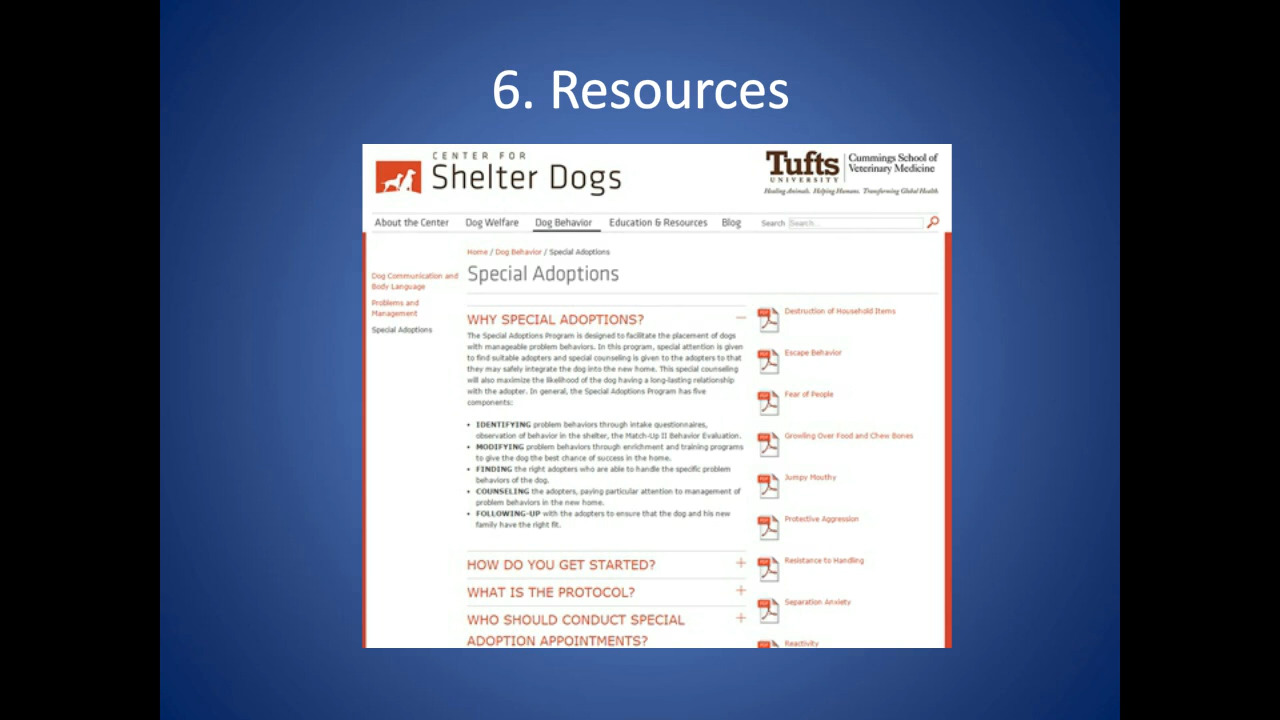 6. Resources
CENTER FOR
Shelter Dogs
Tufts
UNIVERSITY
Cummings School of
Veterinary Medicine
Healing Animals. Helping Humans. Transforming Global Health.
About the Center Dog Welfare Dog Behavior Education & Resources Blog Search Search...
Home / Dog Behavior / Special Adoptions
Special Adoptions
Dog Communication and
Body Language
Problems and
Management
Special Adoptions
WHY SPECIAL ADOPTIONS?
The Special Adoptions Program is designed to facilitate the placement of dogs
with manageable problem behaviors. In this program, special attention is given
to find suitable adopters and special counseling is given to the adopters to that
they may safely integrate the dog into the new home. This special counseling
will also maximize the likelihood of the dog having a long-lasting relationship
with the adopter. In general, the Special Adoptions Program has five
components:
• IDENTIFYING problem behaviors through intake questionnaires,
observation of behavior in the shelter, the Match-Up II Behavior Evaluation.
• MODIFYING problem behaviors through enrichment and training programs
to give the dog the best chance of success in the home.
• FINDING the right adopters who are able to handle the specific problem
behaviors of the dog.
• COUNSELING the adopters, paying particular attention to management of
problem behaviors in the new home.
• FOLLOWING-UP with the adopters to ensure that the dog and his new
family have the right fit.
HOW DO YOU GET STARTED?
WHAT IS THE PROTOCOL?
WHO SHOULD CONDUCT SPECIAL
ADOPTION APPOINTMENTS?
Destruction of Household Items
Escape Behavior
Fear of People
Growling Over Food and Chew Bones
Jumpy Mouthy
Protective Aggression
Resistance to Handling
Separation Anxiety
Reactivity